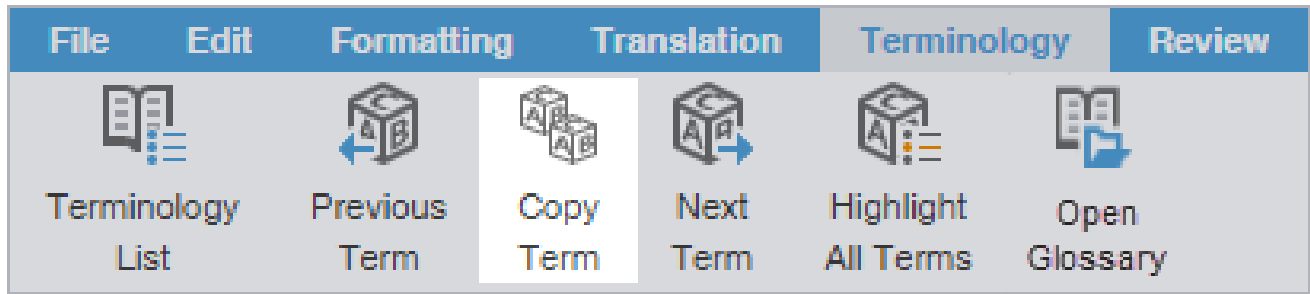 File Edit Formatting Translation Terminology Review
Terminology Previous Copy Next Highlight Open
List Term Term Term All Terms Glossary